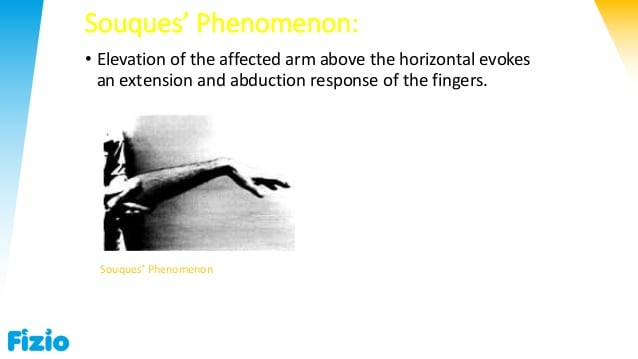 Souques’ Phenomenon:
• Elevation of the affected arm above the horizontal evokes
an extension and abduction response of the fingers.
Souques’ Phenomenon
Fizio